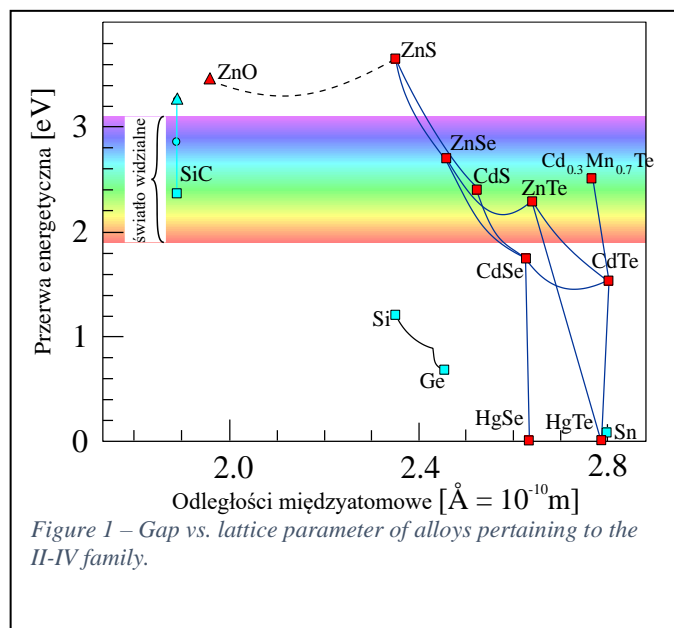 Przerwa energetyczna [eV]
3
2
1
0
światło widzialne
ZnO
ZnS
SiC
ZnSe
CdS
Cd0.3Mn0.7Te
ZnTe
CdSe
CdTe
Si
Ge
HgSe
HgTe
Sn
2.0
2.4
2.8
Odległości międzyatomowe [Å = 10-10m]
Figure 1 – Gap vs. lattice parameter of alloys pertaining to the
II-IV family.